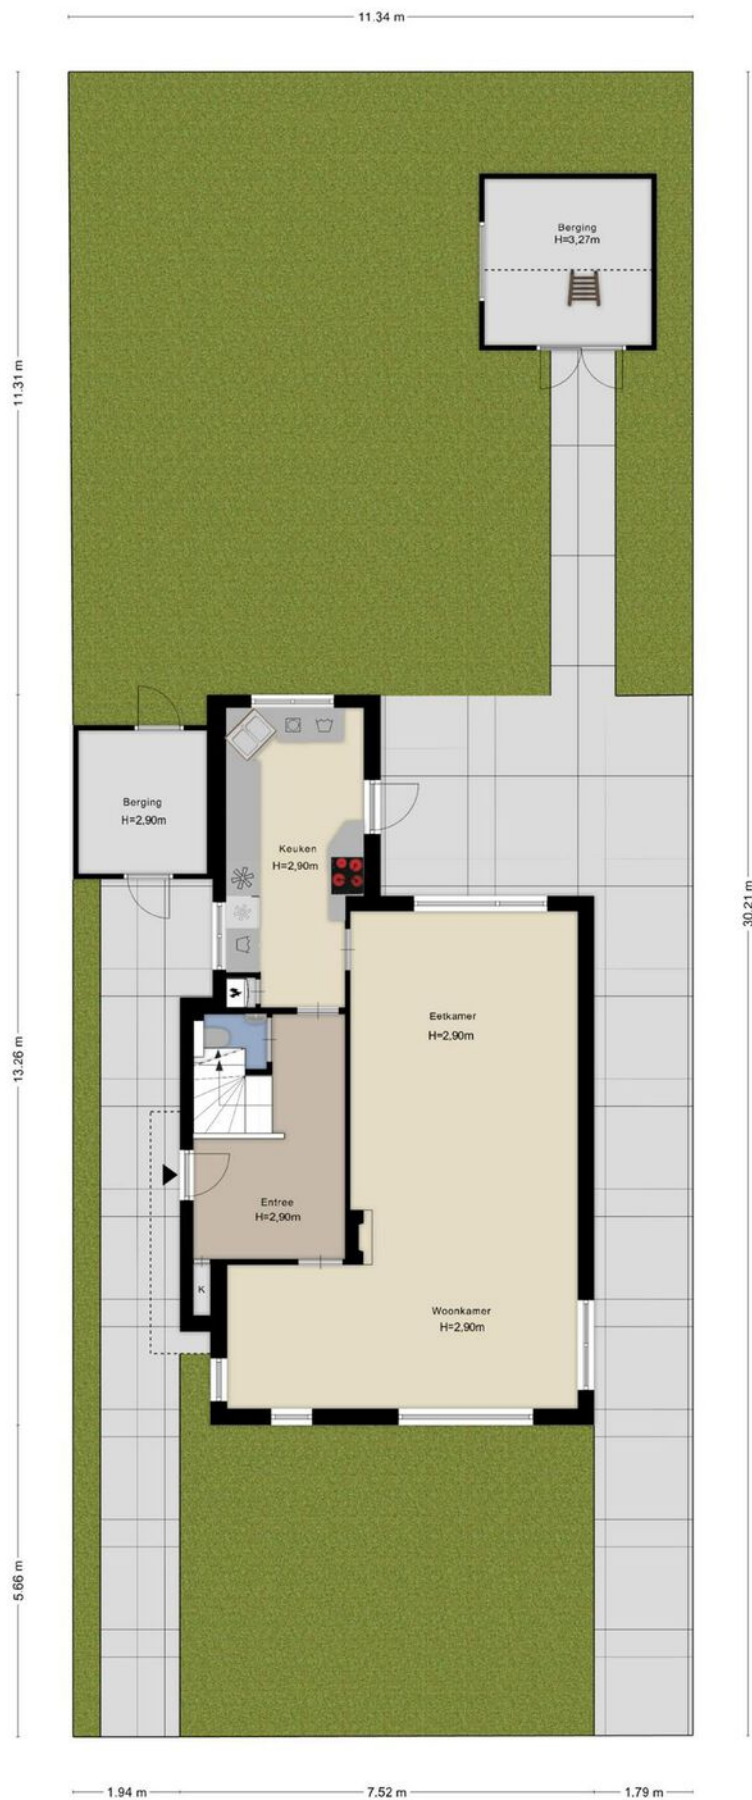 11.34 m
Berging
H=3,27m
11.31 m
Berging
H=2,90m
Keuken
H=2,90m
30.21 m
Eetkamer
H=2,90m
13.26 m
Entree
H=2,90m
K
Woonkamer
H=2,90m
5.66 m
1.94 m
7.52 m
1.79 m